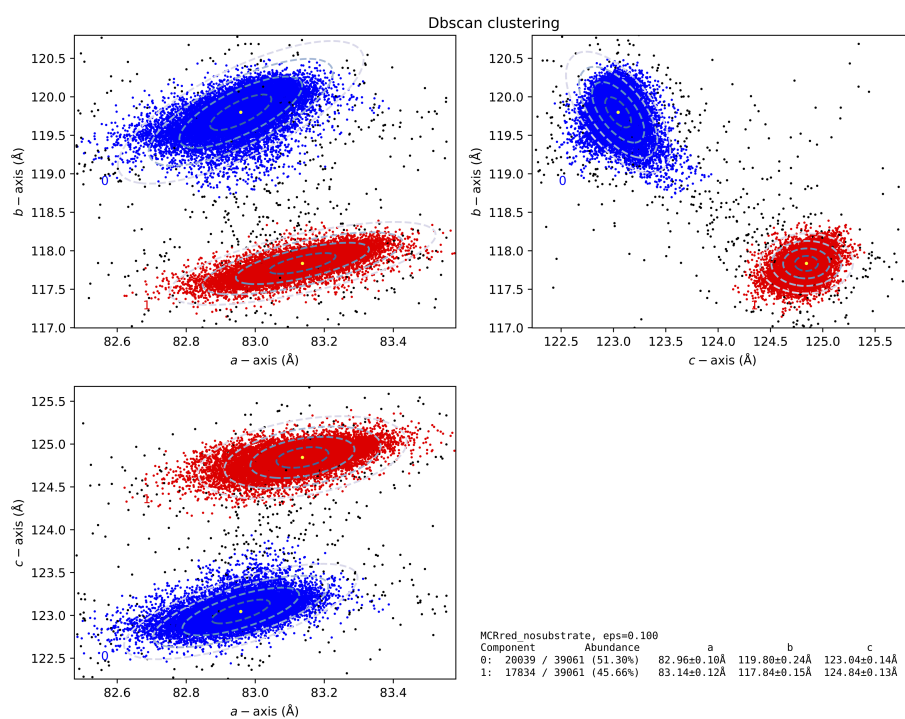 Dbscan clustering
120.5
120.0
119.5
119.0
118.5
118.0
117.5
117.0
b − axis (Å)
0
1
82.6 82.8 83.0 83.2 83.4
a − axis (Å)
120.5
120.0
119.5
119.0
118.5
118.0
117.5
117.0
b − axis (Å)
0
1
122.5 123.0 123.5 124.0 124.5 125.0 125.5
c − axis (Å)
125.5
125.0
124.5
124.0
123.5
123.0
122.5
c − axis (Å)
1
0
82.6 82.8 83.0 83.2 83.4
a − axis (Å)
MCRred_nosubstrate, eps=0.100
Component Abundance a b c
0: 20039 / 39061 (51.30%) 82.96±0.10Å 119.80±0.24Å 123.04±0.14Å
1: 17834 / 39061 (45.66%) 83.14±0.12Å 117.84±0.15Å 124.84±0.13Å